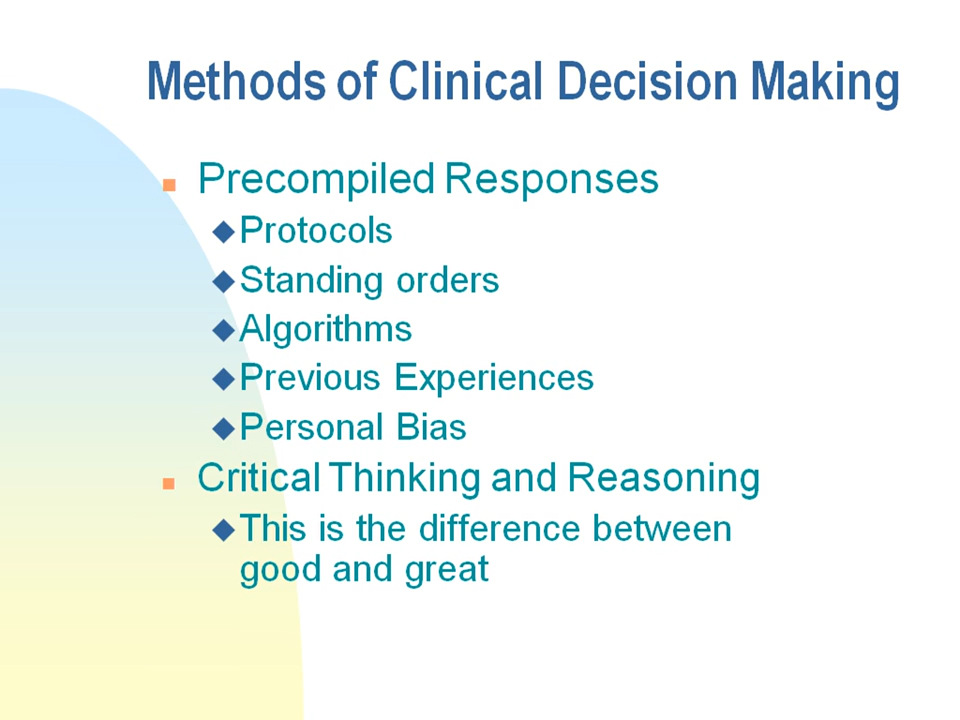 Methods of Clinical Decision Making
Precompiled Responses
Protocols
Standing orders
Algorithms
Previous Experiences
Personal Bias
Critical Thinking and Reasoning
This is the difference between
good and great